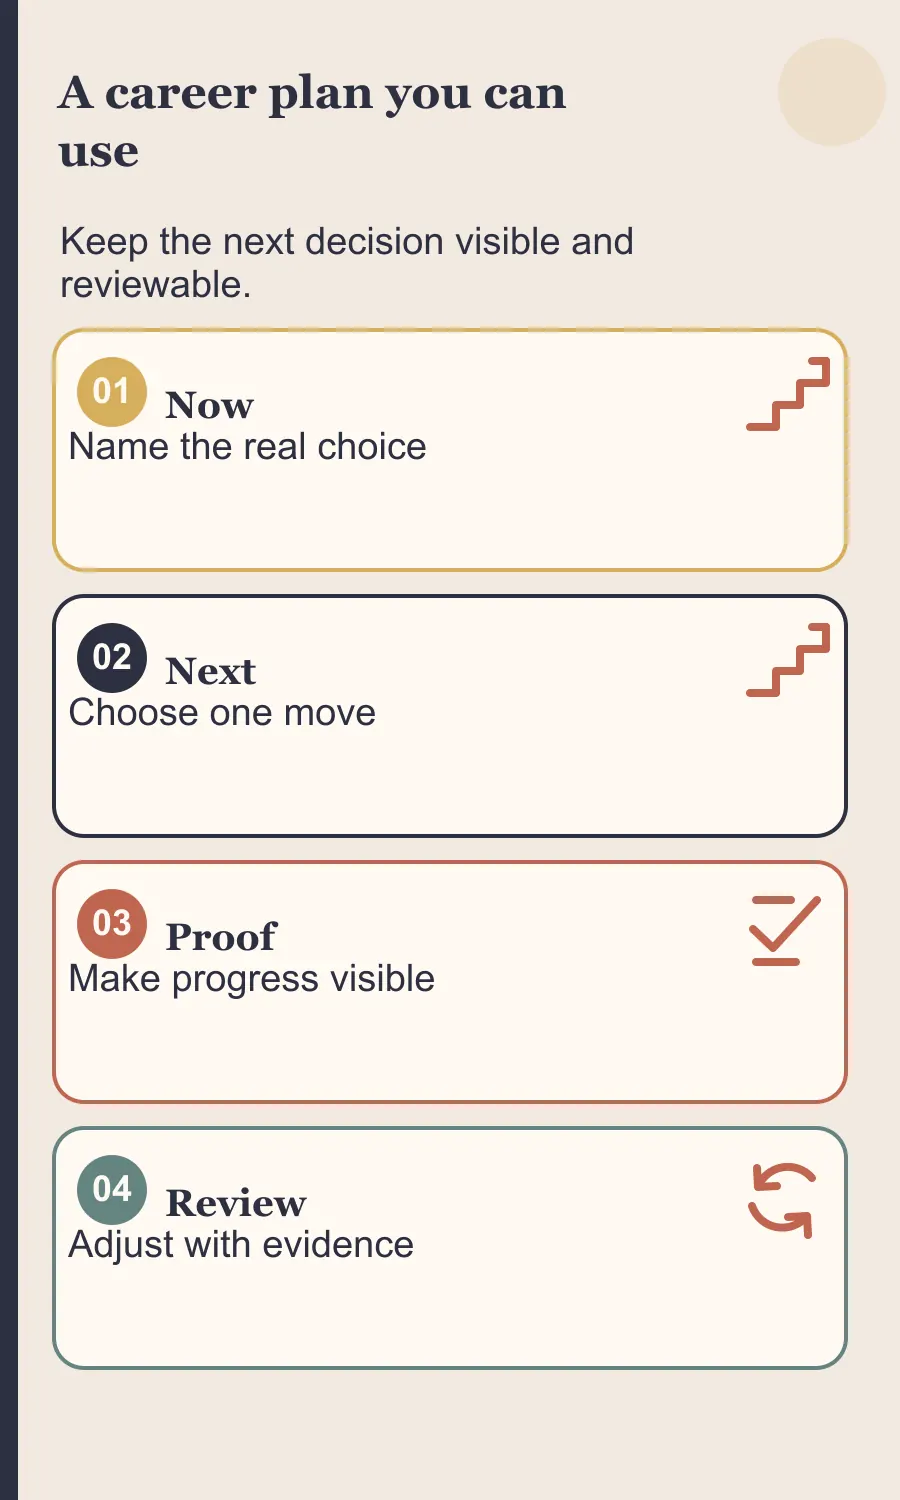 A career plan you can
use
Keep the next decision visible and
reviewable.
01 Now
Name the real choice
02 Next
Choose one move
03 Proof
Make progress visible
04 Review
Adjust with evidence